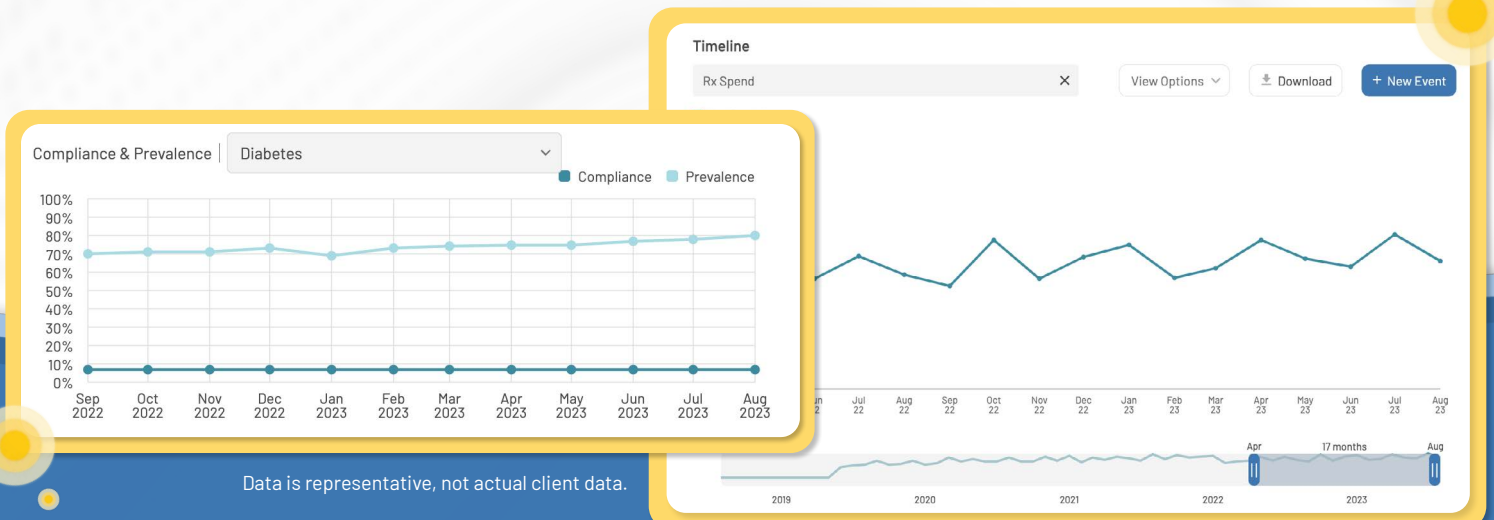 Timeline
Rx Spend
View Options
Download
+ New Event
Compliance & Prevalence | Diabetes
Compliance Prevalence
100%
90%
80%
70%
60%
50%
40%
30%
20%
10%
0%
Sep Oct Nov Dec Jan Feb Mar Apr May Jun Jul Aug
2022 2022 2022 2022 2023 2023 2023 2023 2023 2023 2023 2023
Jul Aug Sep Oct Nov Dec Jan Feb Mar Apr May Jun Jul Aug
22 22 22 22 22 22 23 23 23 23 23 23 23 23
Apr 17 months Aug
2019 2020 2021 2022 2023
Data is representative, not actual client data.